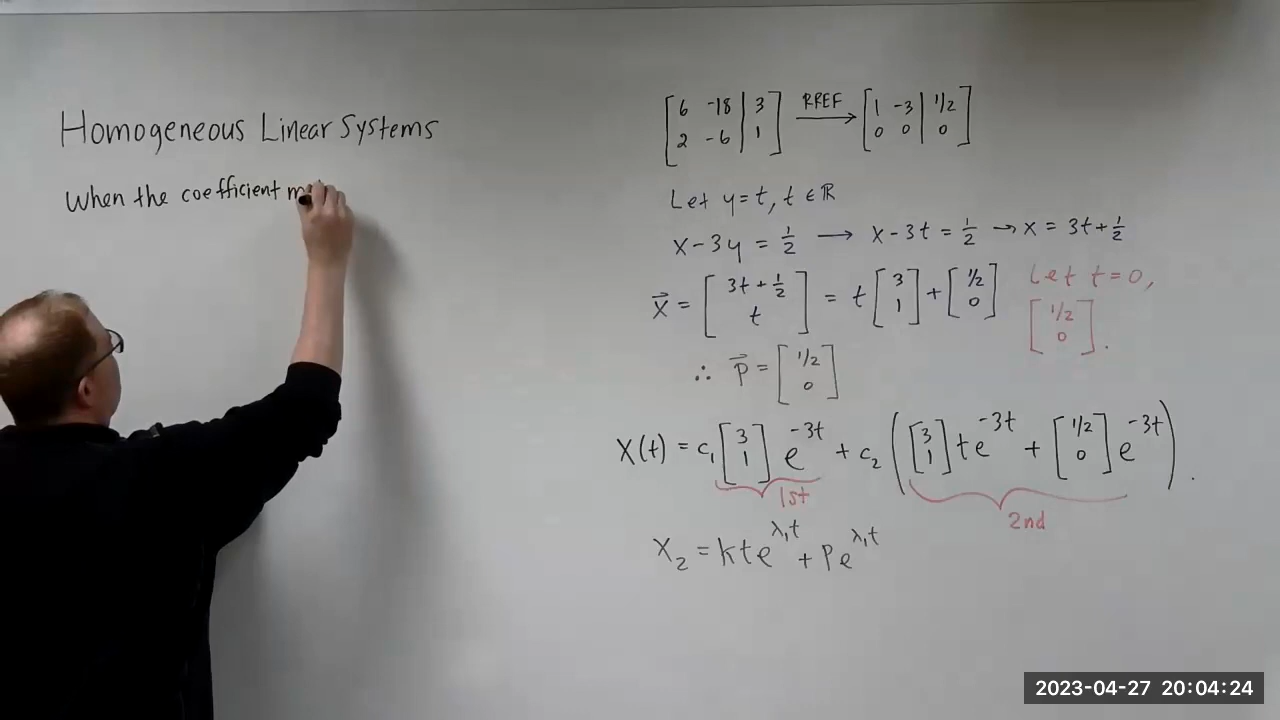 Homogeneous Linear Systems
When the coefficient
[6 -18 | 3; 2 -6 | 1] RREF→ [1 -3 | 1/2; 0 0 | 0]
Let y=t, t ∈ ℝ
x-3y = 1/2 → x-3t = 1/2 → x = 3t+1/2
x⃗ = [3t+1/2; t] = t[3; 1] + [1/2; 0]
Let t=0,
[1/2; 0].
∴ p⃗ = [1/2; 0]
X(t) = c₁[3; 1]e^-3t + c₂([3; 1]te^-3t + [1/2; 0]e^-3t).
1st
2nd
X₂ = kte^λ₁t + Pe^λ₁t
2023-04-27 20:04:24